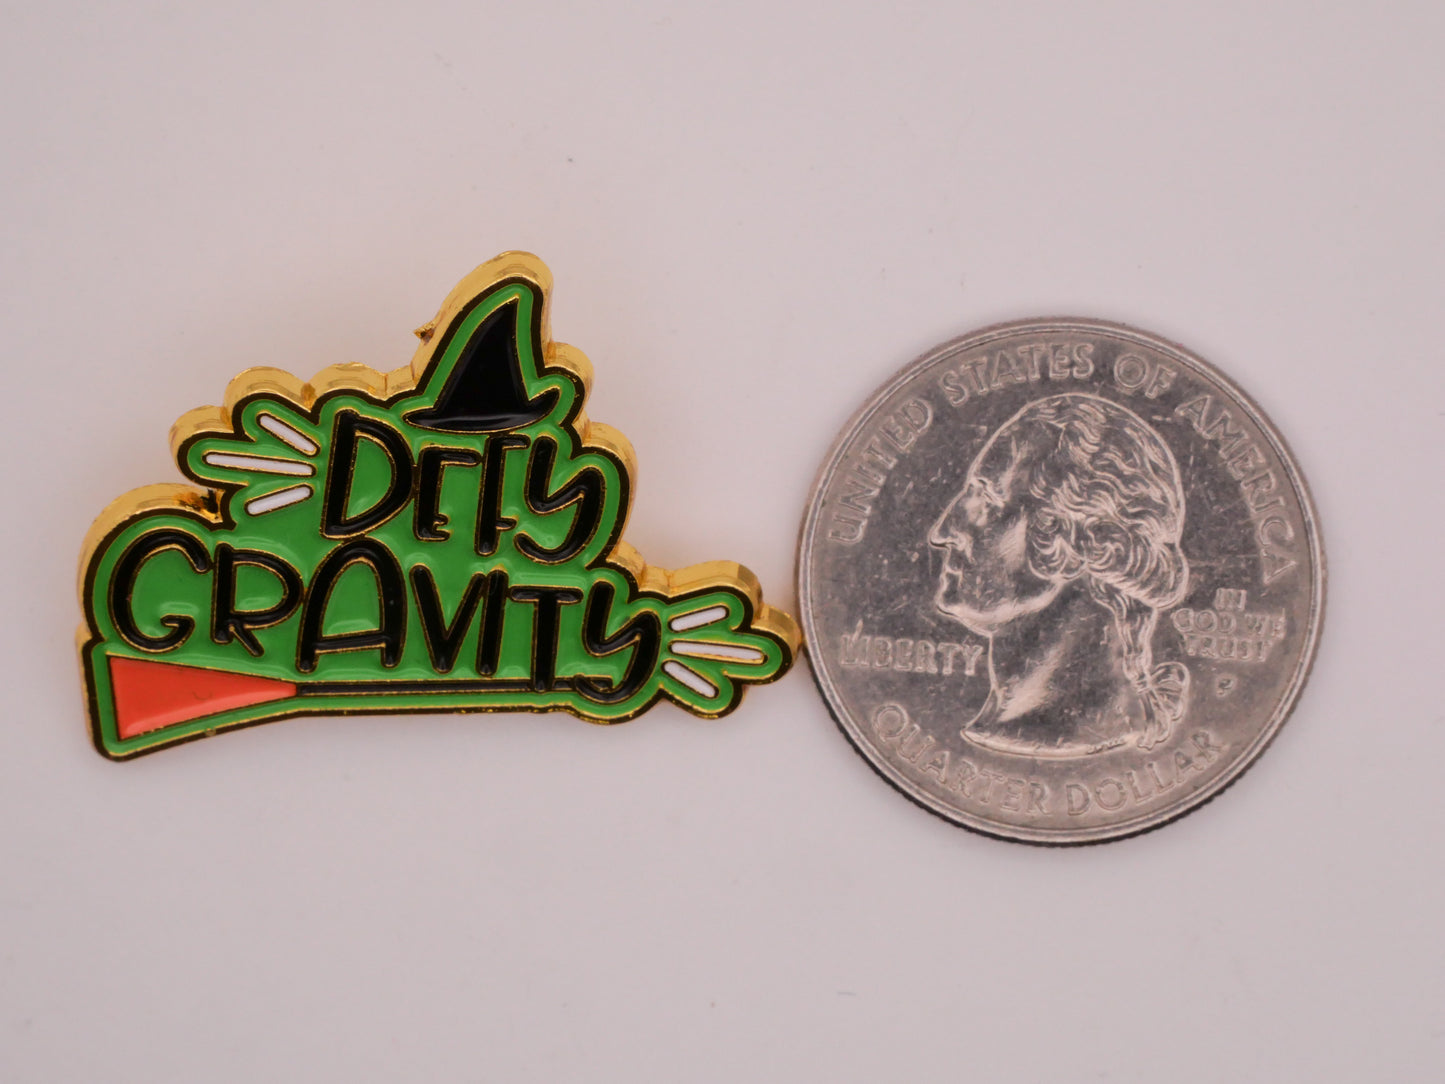 DEFY
GRAVITY
UNITED STATES OF AMERICA
LIBERTY
IN
GOD WE
TRUST
P
QUARTER DOLLAR